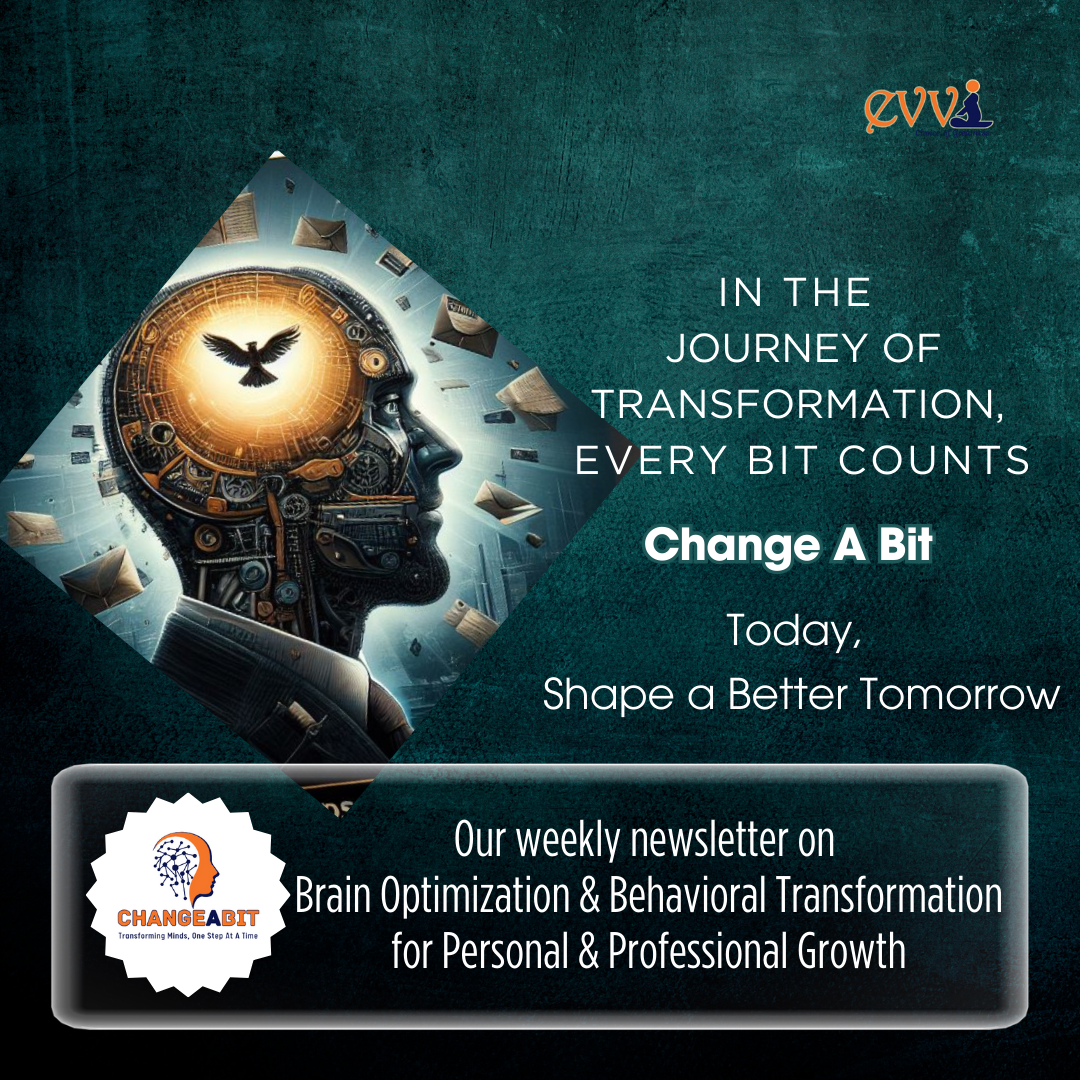 evvi
IN THE
JOURNEY OF
TRANSFORMATION,
EVERY BIT COUNTS
Change A Bit
Today,
Shape a Better Tomorrow
Our weekly newsletter on
Brain Optimization & Behavioral Transformation
for Personal & Professional Growth
CHANGEABIT
Transforming Minds, One Step At A Time